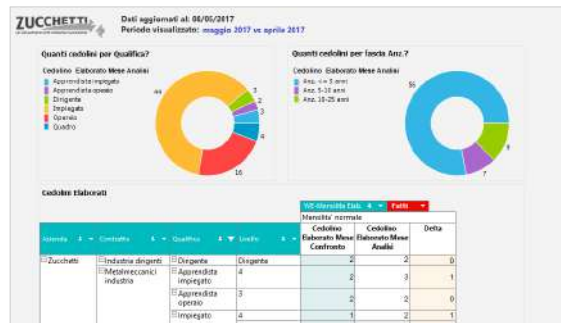 ZUCCHETTI
Dati aggiornati al: 08/05/2017
Periodo visualizzato: maggio 2017 vs aprile 2017
Quanti cedolini per Qualifica?
Cedolino Elaborato Mese Analisi
Apprendista impiegato
Apprendista operaio
Dirigente
Impiegato
Operaio
Quadro
44
3
2
3
4
16
Quanti cedolini per fascia Anz.?
Cedolino Elaborato Mese Analisi
Anz. <= 5 anni
Anz. 5-10 anni
Anz. 10-25 anni
56
9
7
Cedolini Elaborati
Fatti
Mensilita' normale
Azienda Contratto Qualifica Livello Cedolino Elaborato Mese Confronto Cedolino Elaborato Mese Analisi Delta
Zucchetti Industria dirigenti Dirigente Dirigente 2 2 0
Metalmeccanici industria Apprendista impiegato 4 2 3 1
Apprendista operaio 3 2 2 0
Impiegato 4 1 2 1